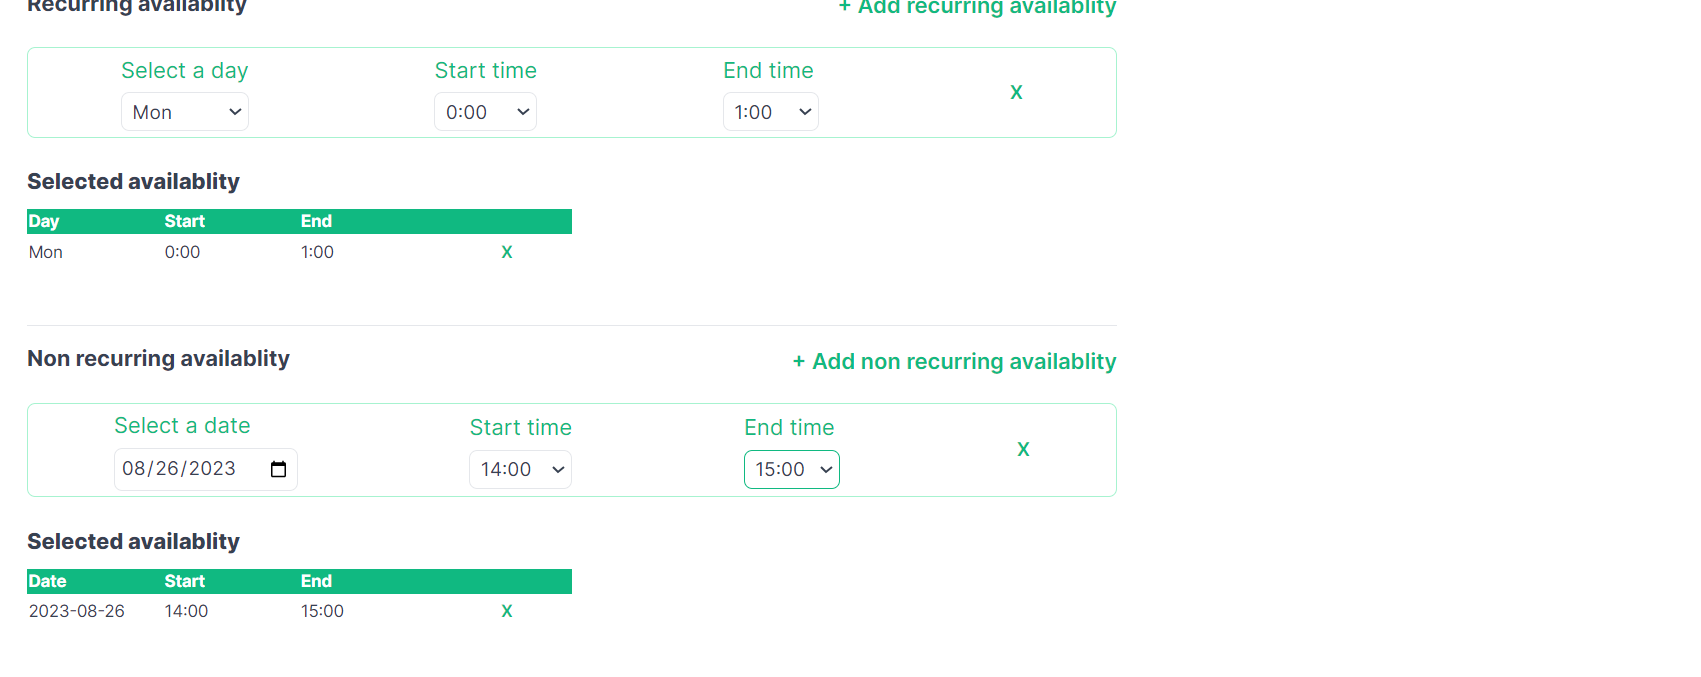 Recurring availablity
+ Add recurring availablity
Select a day Start time End time
Mon 0:00 1:00 X
Selected availablity
Day Start End
Mon 0:00 1:00 X
Non recurring availablity
+ Add non recurring availablity
Select a date Start time End time
08/26/2023 14:00 15:00 X
Selected availablity
Date Start End
2023-08-26 14:00 15:00 X